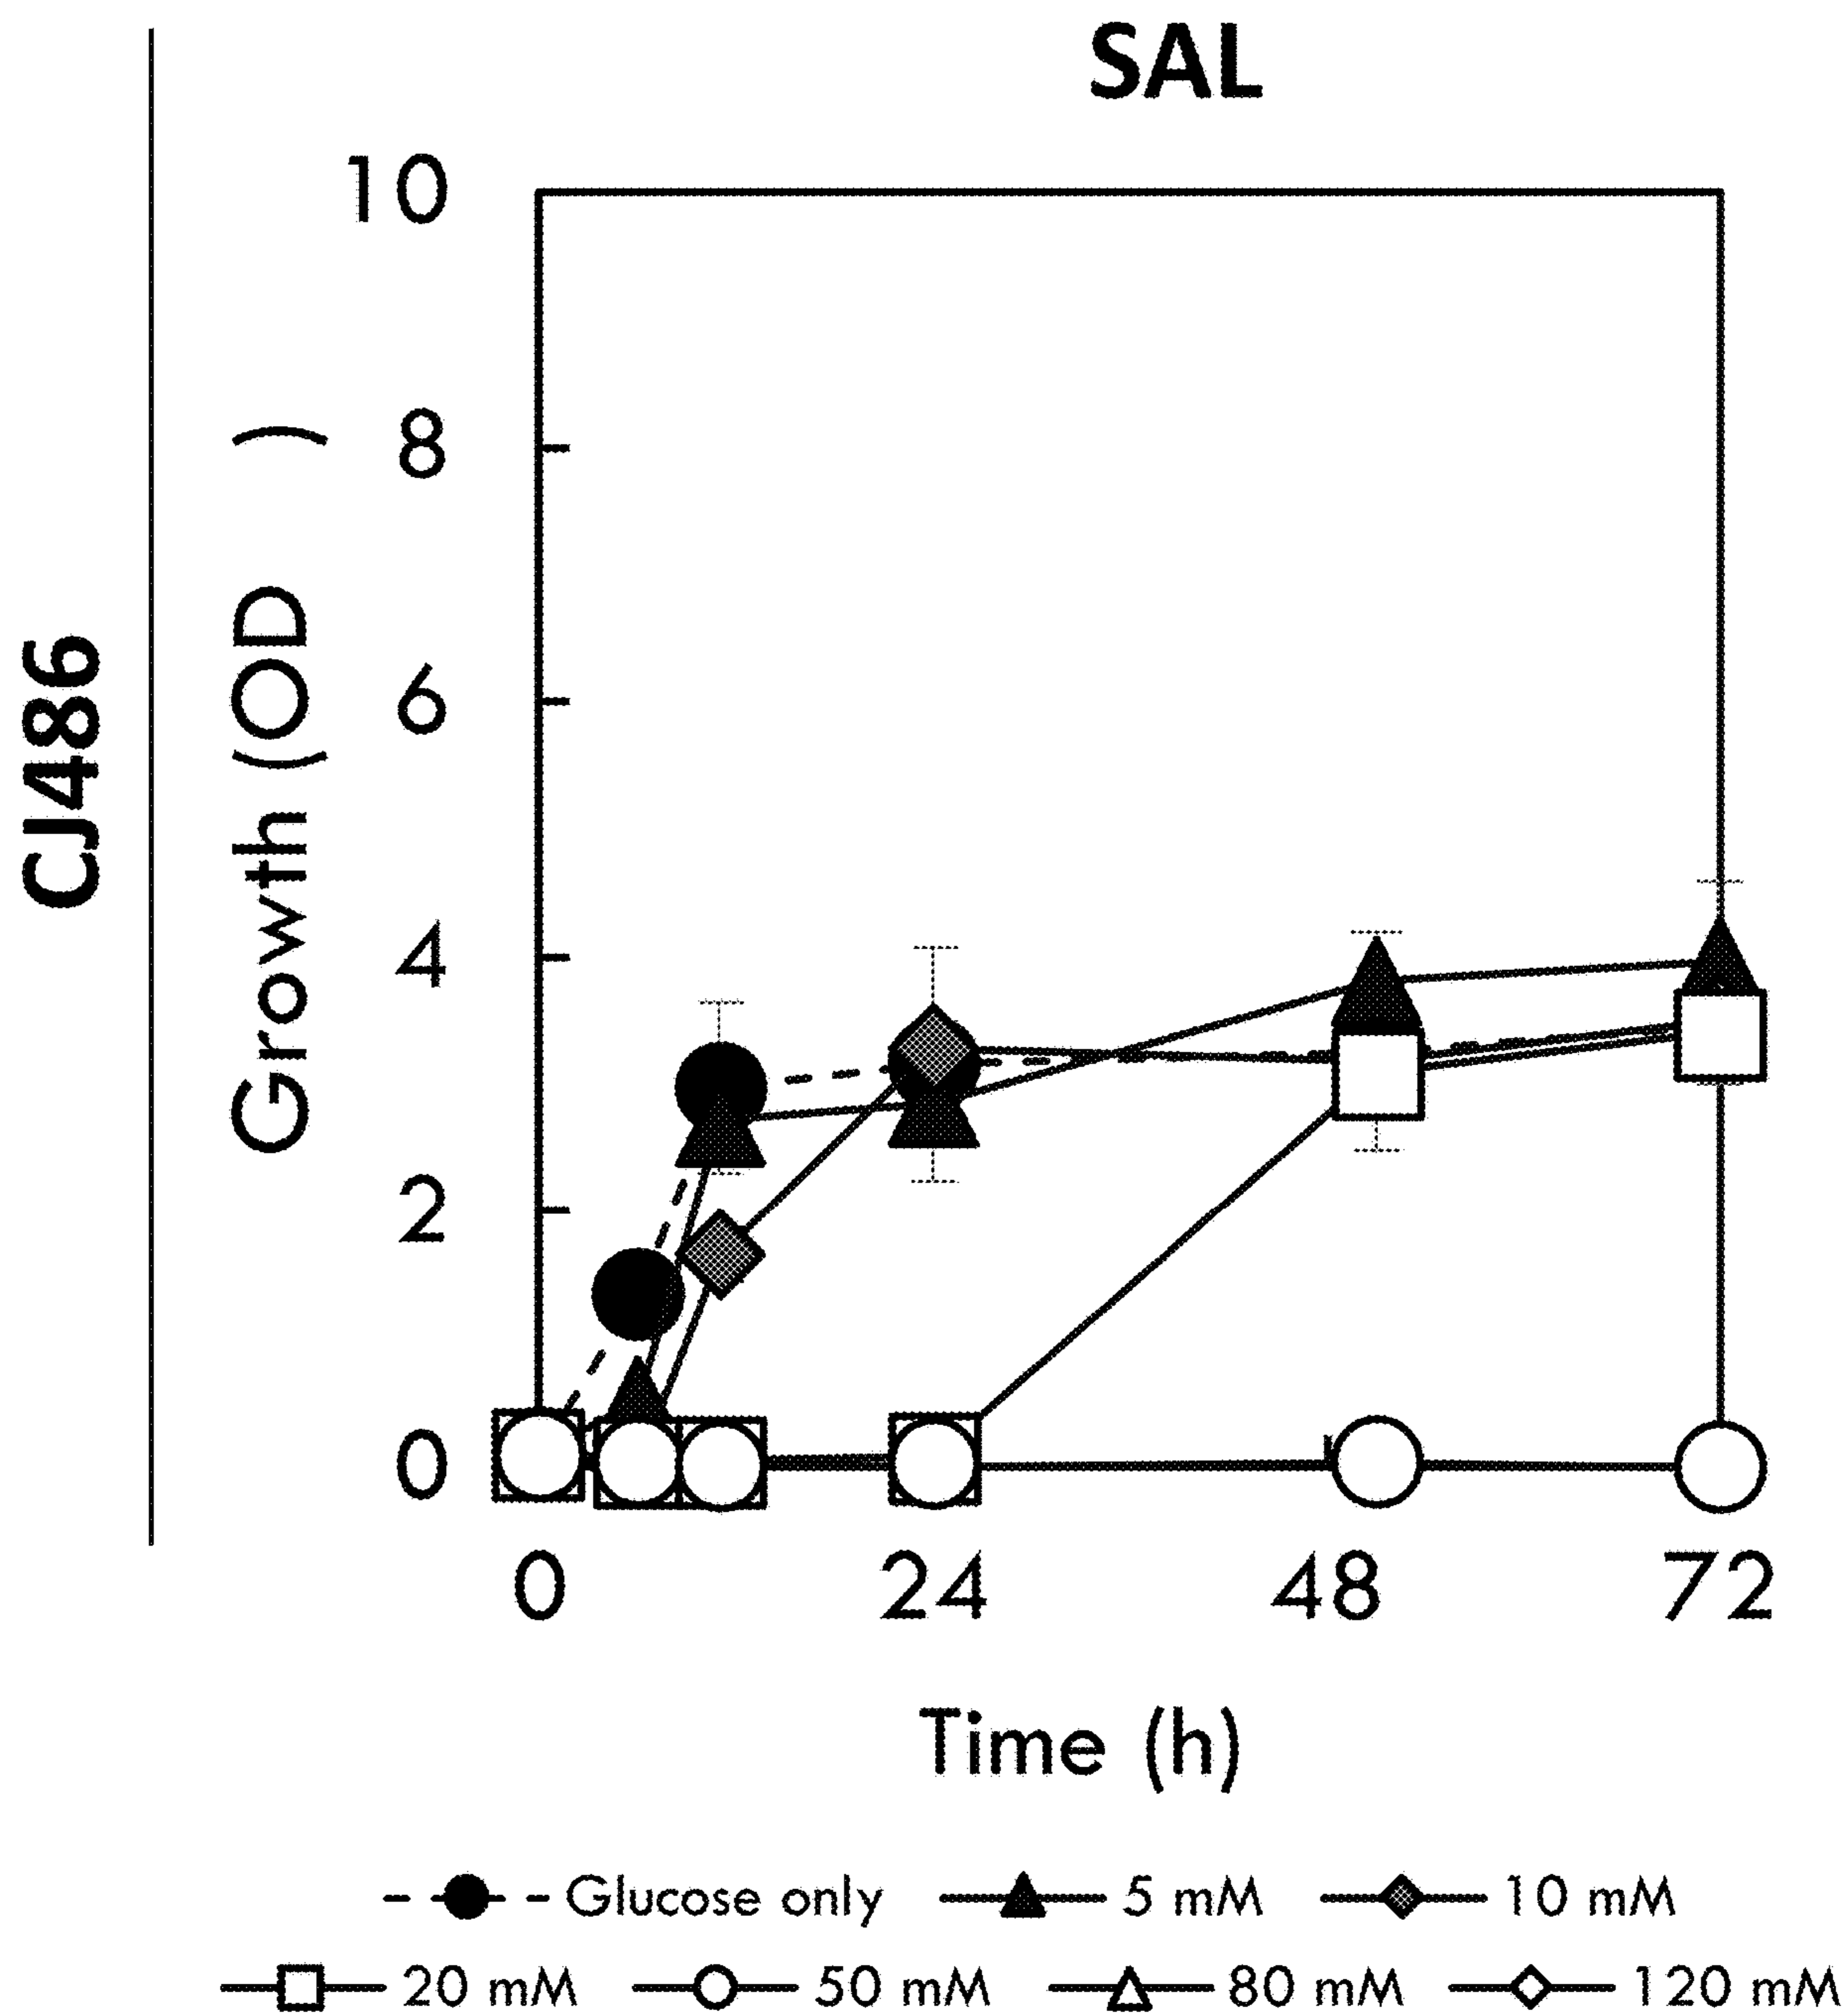 SAL
CJ486
Growth (OD )
10
8
6
4
2
0
0 24 48 72
Time (h)
Glucose only 5 mM 10 mM
20 mM 50 mM 80 mM 120 mM